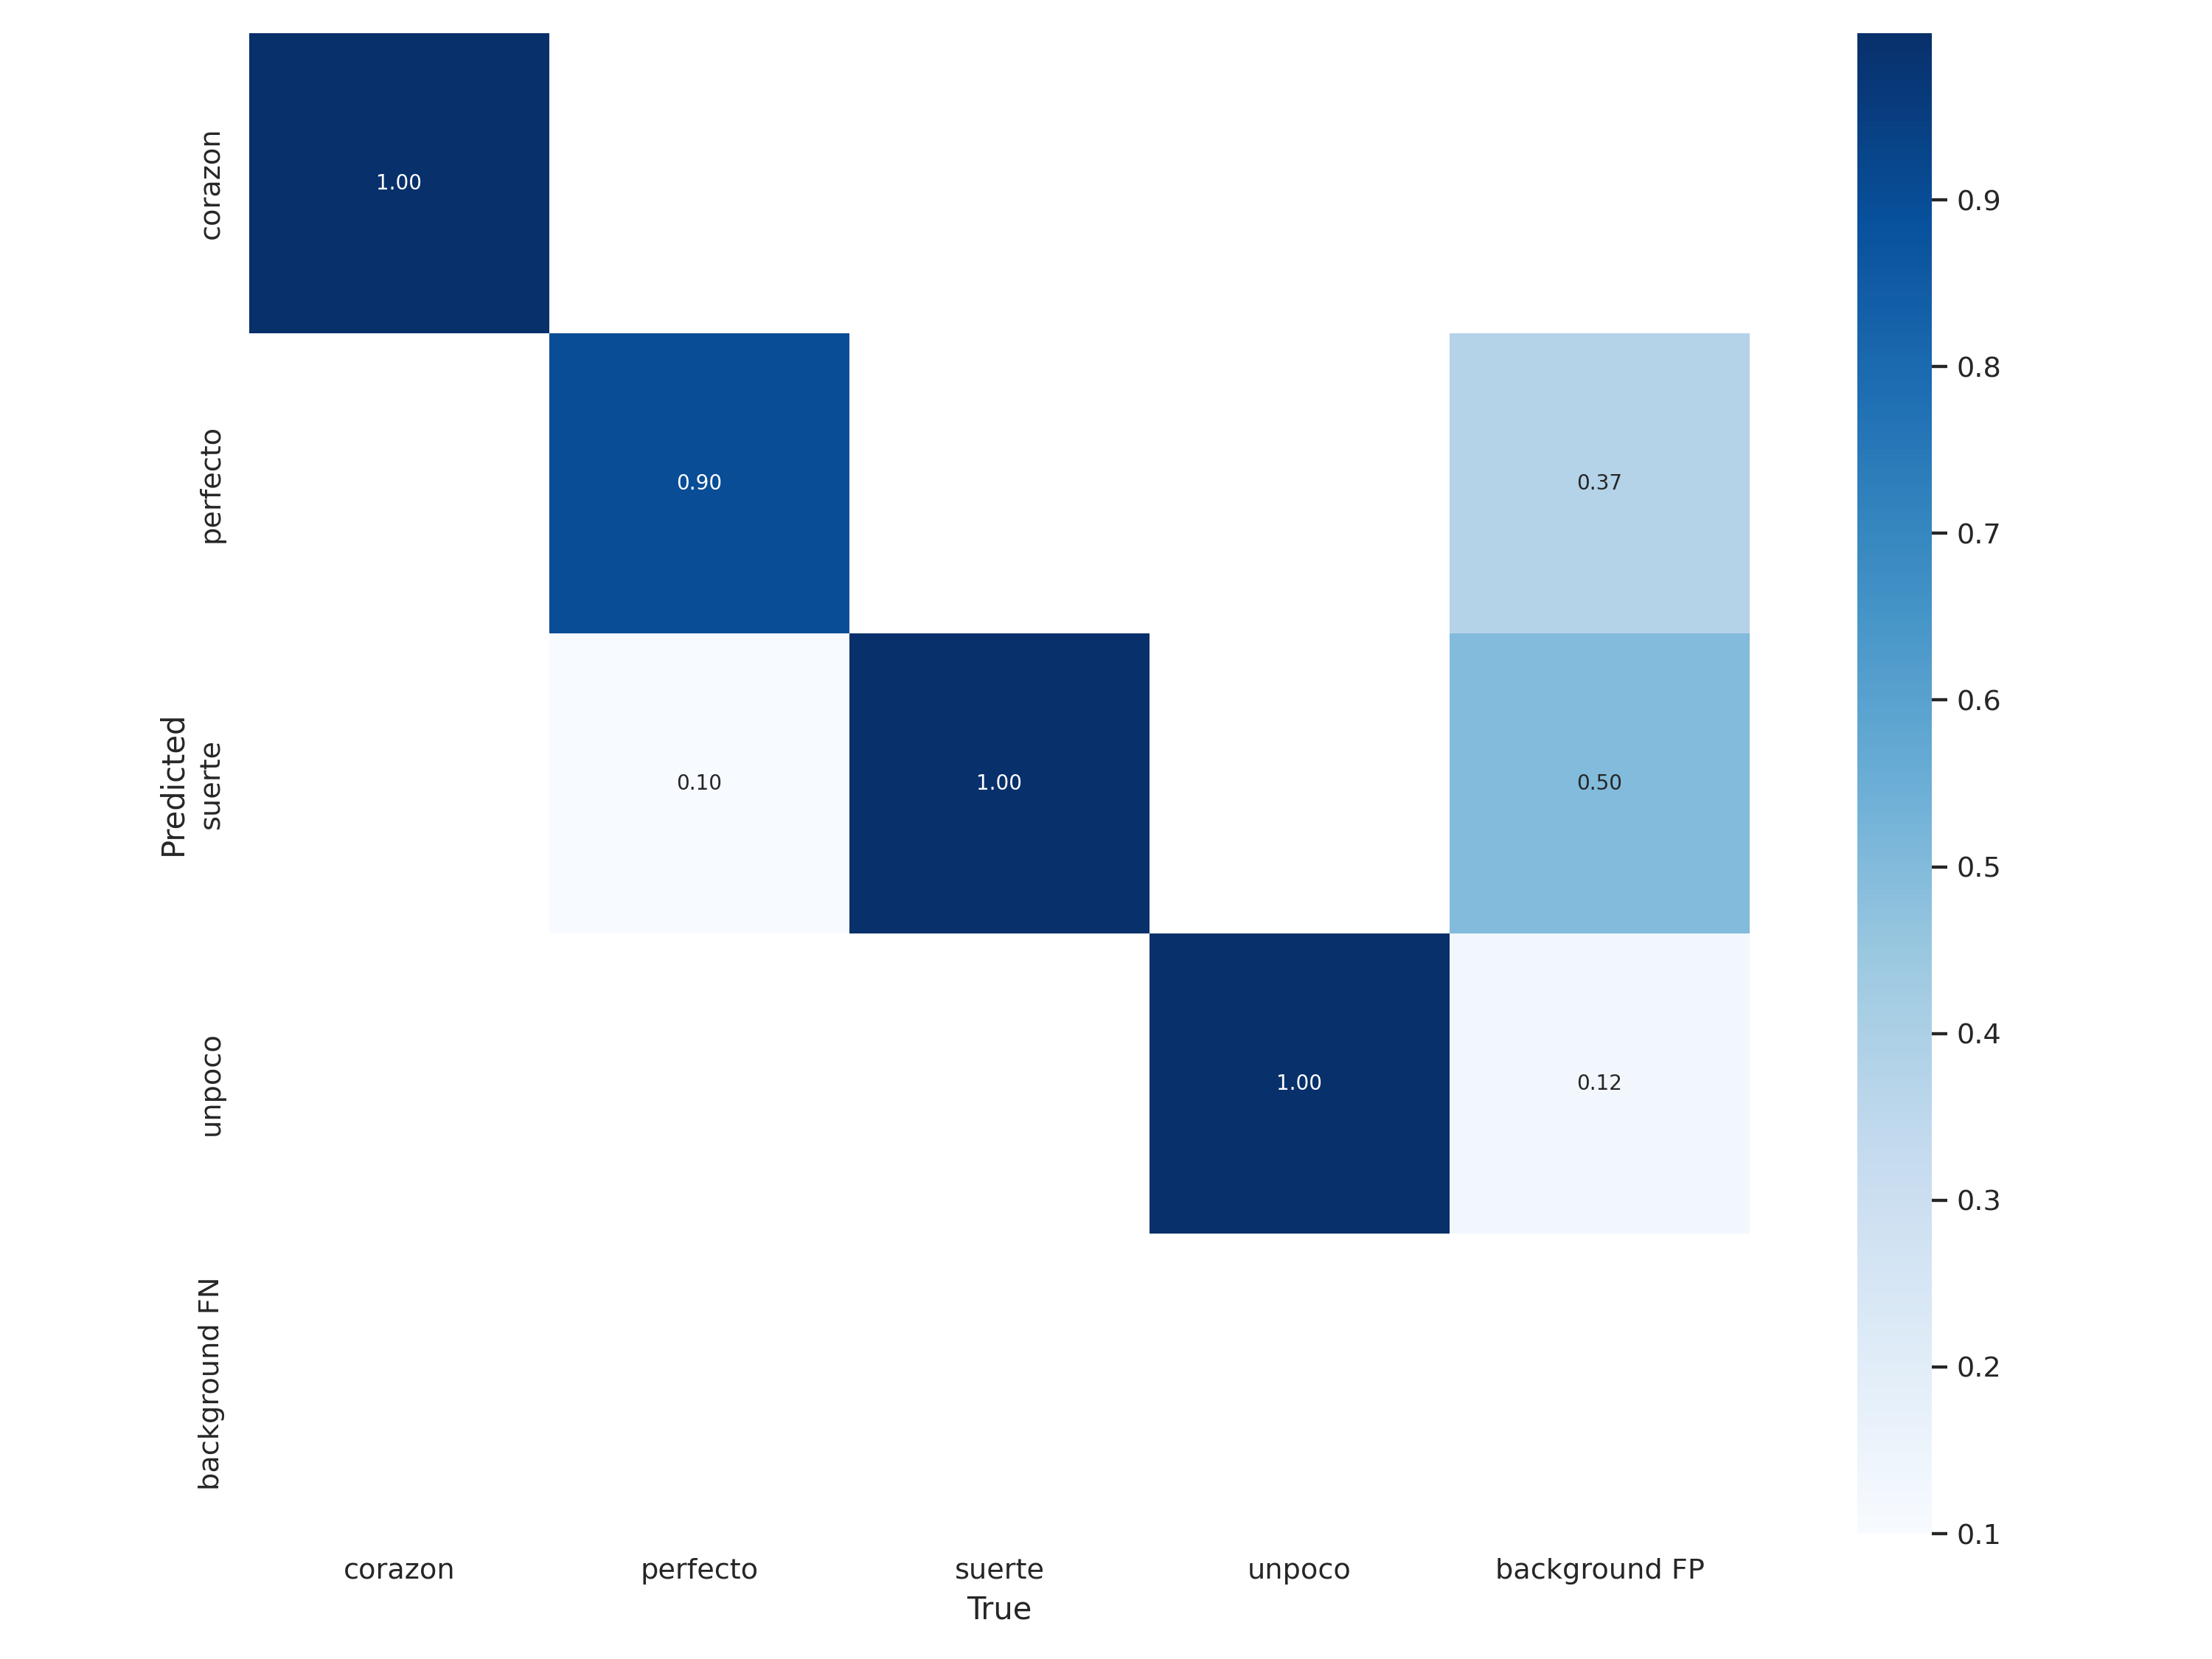 corazon
1.00
0.9
0.8
perfecto
0.90
0.37
0.7
0.6
Predicted
suerte
0.10
1.00
0.50
0.5
0.4
unpoco
1.00
0.12
0.3
0.2
background FN
0.1
corazon perfecto suerte unpoco background FP
True